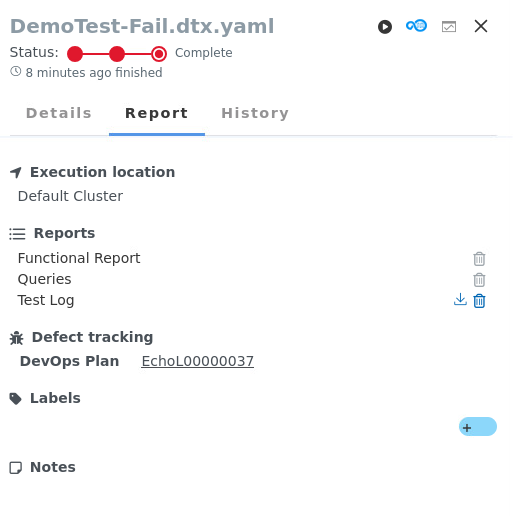 DemoTest-Fail.dtx.yaml
Status: Complete
8 minutes ago finished
Details Report History
Execution location
Default Cluster
Reports
Functional Report
Queries
Test Log
Defect tracking
DevOps Plan EchoL00000037
Labels
+
Notes